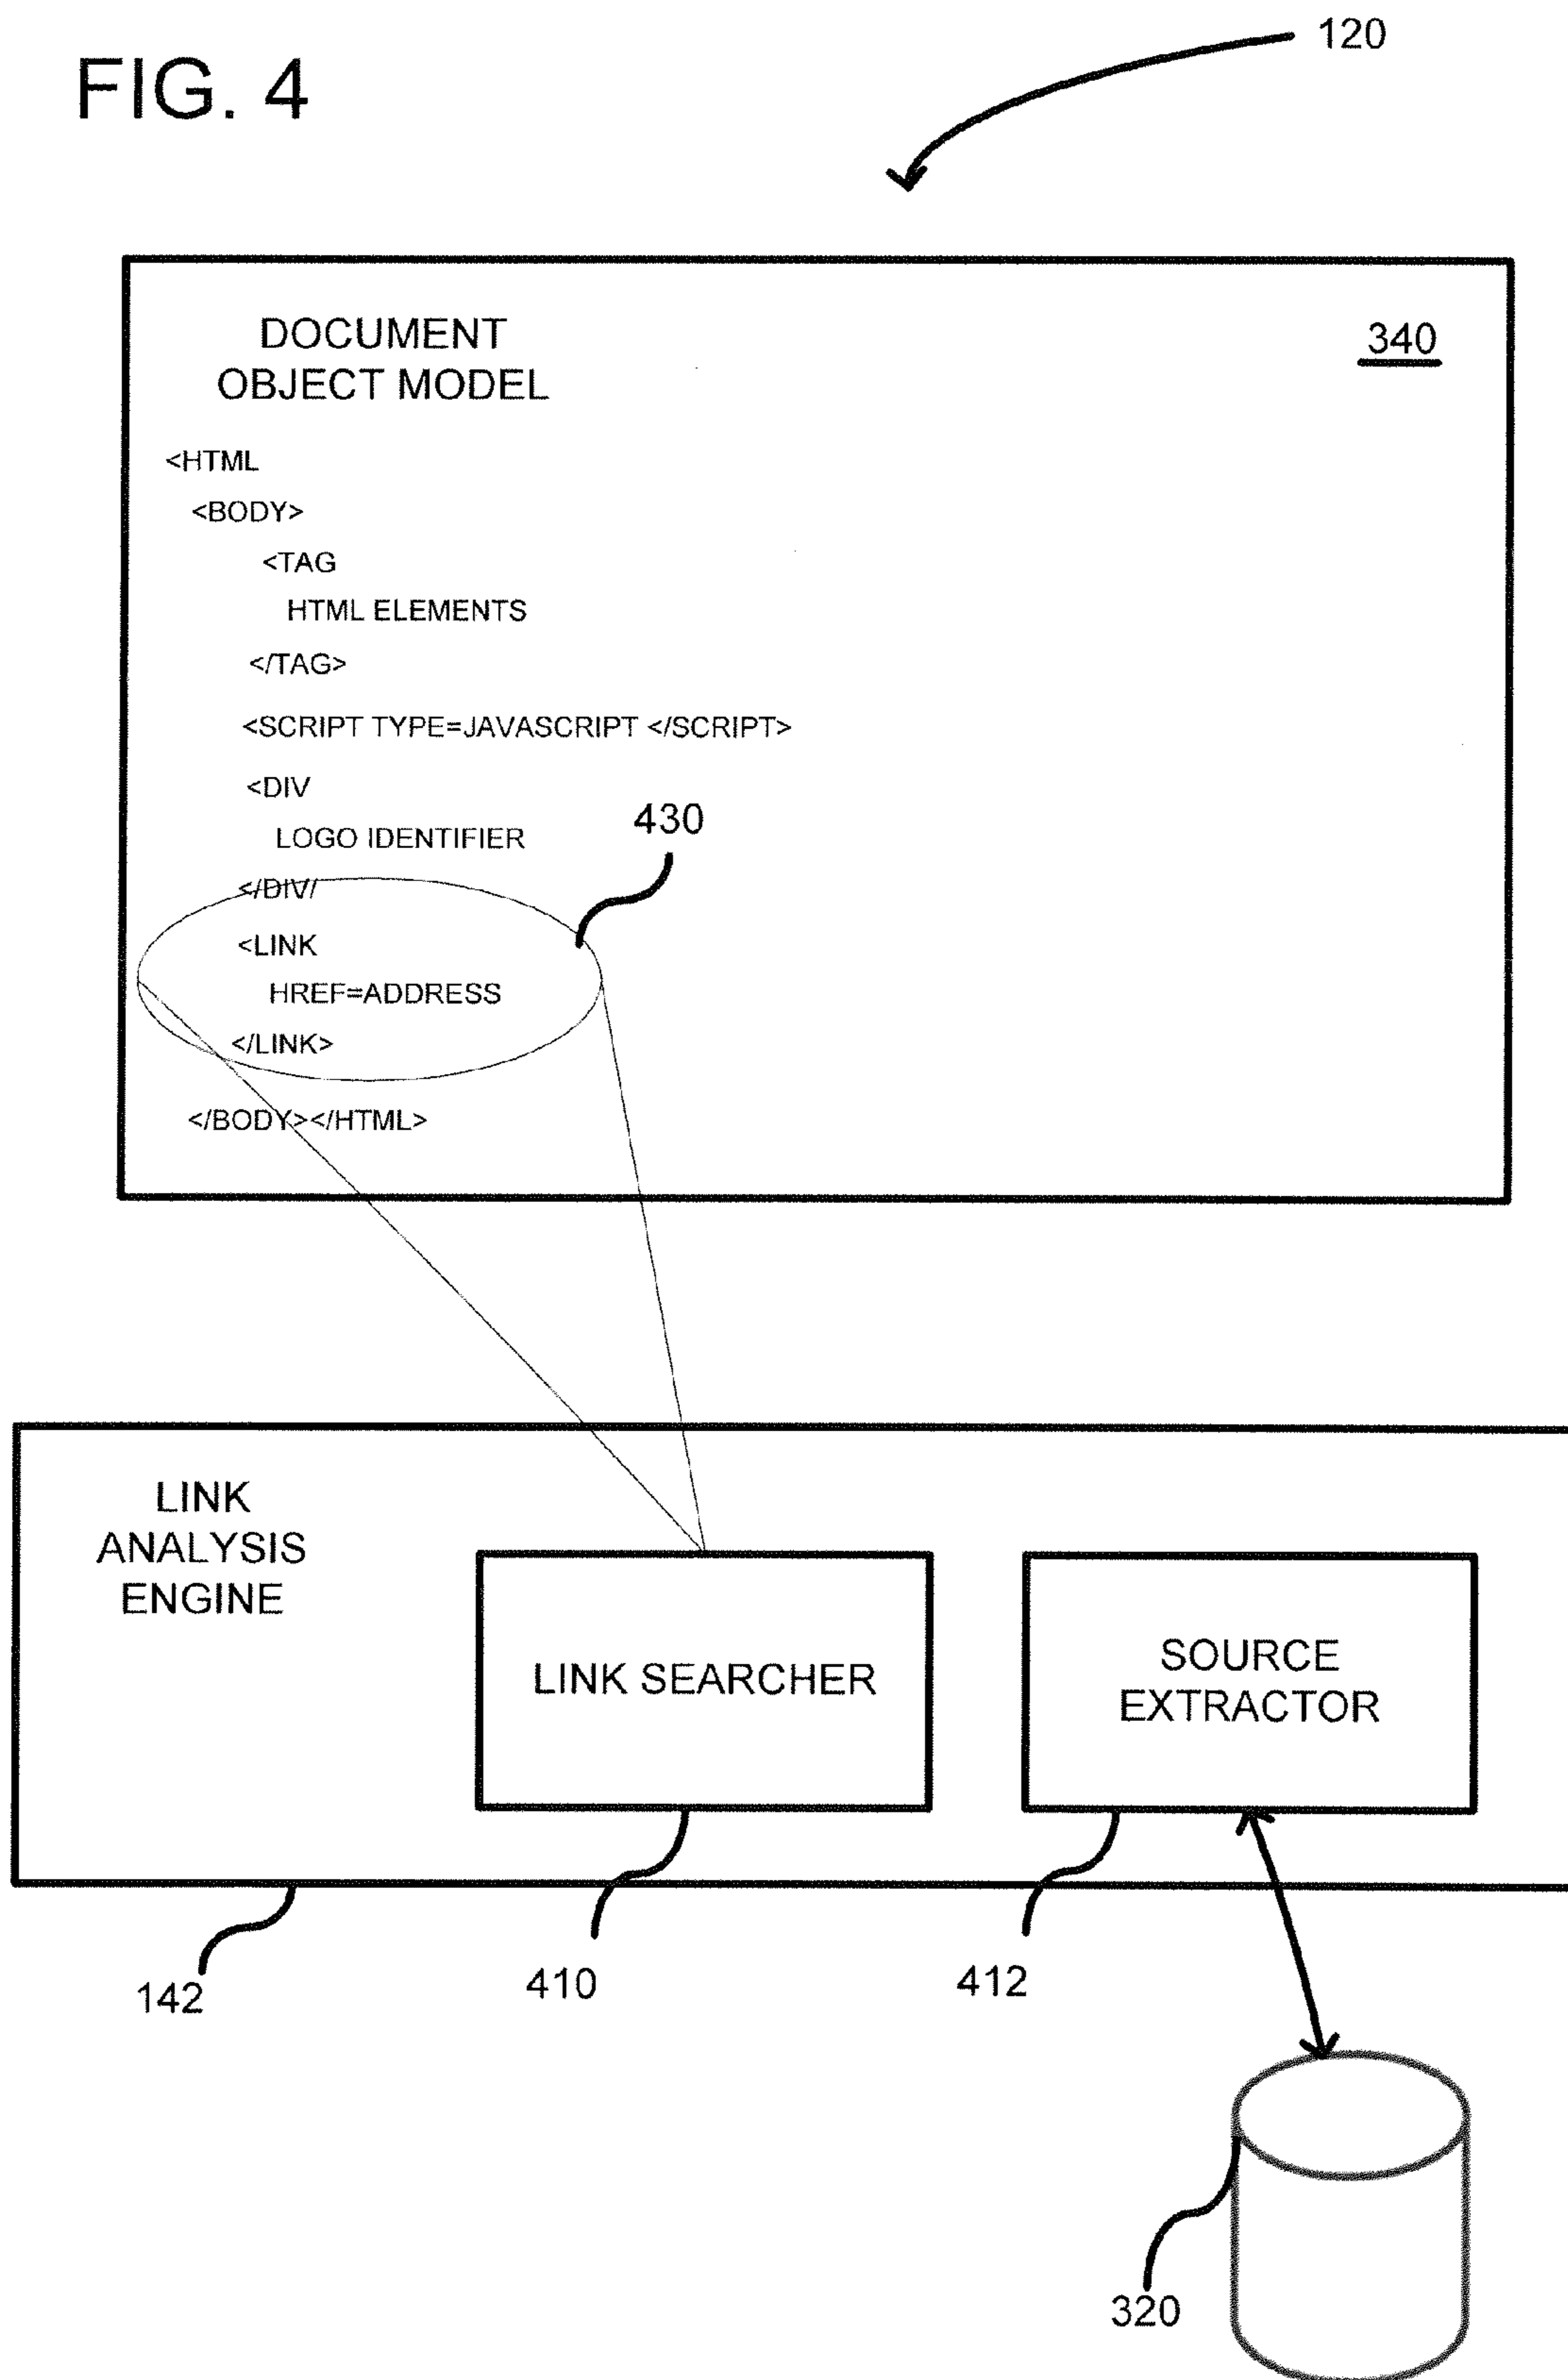 FIG. 4
120
DOCUMENT
OBJECT MODEL
340
<HTML
<BODY>
<TAG
HTML ELEMENTS
</TAG>
<SCRIPT TYPE=JAVASCRIPT </SCRIPT>
<DIV
LOGO IDENTIFIER
430
</DIV/
<LINK
HREF=ADDRESS
</LINK>
</BODY></HTML>
LINK
ANALYSIS
ENGINE
LINK SEARCHER
SOURCE
EXTRACTOR
142
410
412
320